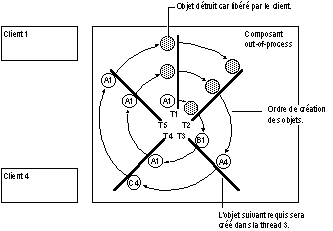 Objet détruit car libéré par le client.
Client 1
Composant
out-of-process
A1
A1
A1
A1
T1
T5
T2
Ordre de création
des objets.
T4
T3
B1
A1
A4
C4
Client 4
L'objet suivant requis sera
créé dans la thread 3.